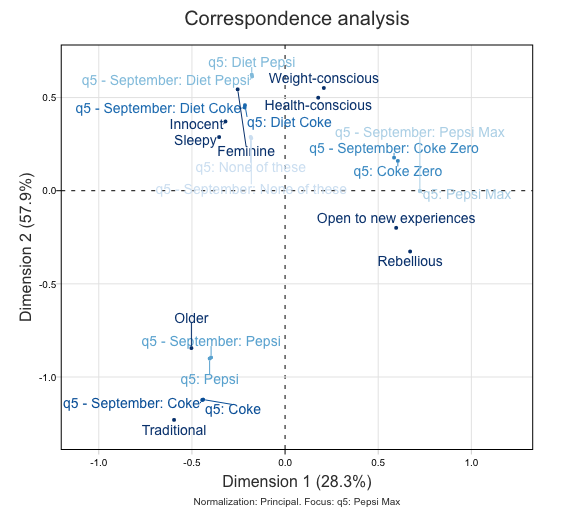 Correspondence analysis
q5: Diet Pepsi
q5 - September: Diet Pepsi
Weight-conscious
0.5
q5 - September: Diet Coke
Health-conscious
Innocent
q5: Diet Coke
Sleepy
q5 - September: Pepsi Max
Feminine
q5 - September: Coke Zero
q5: None of these
q5: Coke Zero
0.0
q5 - September: None of these
q5: Pepsi Max
Open to new experiences
Rebellious
-0.5
Older
q5 - September: Pepsi
-1.0
q5: Pepsi
q5 - September: Coke
q5: Coke
Traditional
Dimension 2 (57.9%)
-1.0 -0.5 0.0 0.5 1.0
Dimension 1 (28.3%)
Normalization: Principal. Focus: q5: Pepsi Max